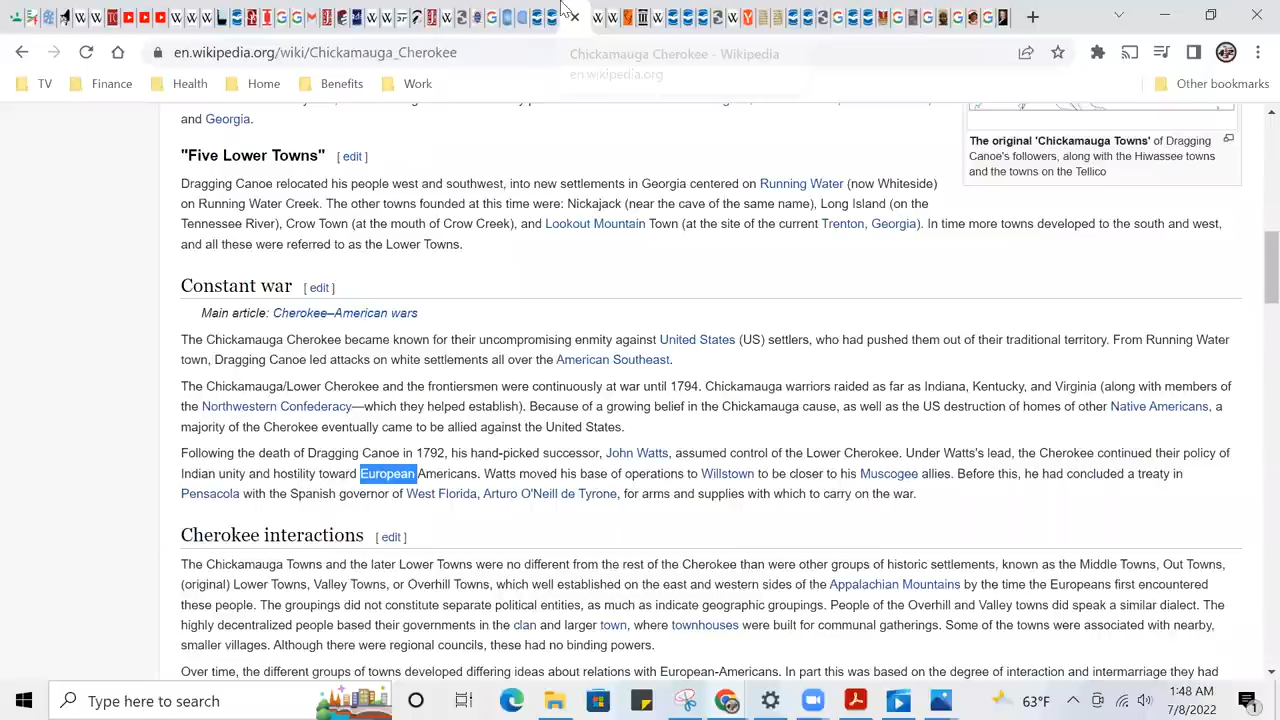 en.wikipedia.org/wiki/Chickamauga_Cherokee
Chickamauga Cherokee - Wikipedia
en.wikipedia.org
TV
Finance
Health
Home
Benefits
Work
Other bookmarks
and Georgia.
The original 'Chickamauga Towns' of Dragging
Canoe's followers, along with the Hiwassee towns
and the towns on the Tellico
"Five Lower Towns" [ edit ]
Dragging Canoe relocated his people west and southwest, into new settlements in Georgia centered on Running Water (now Whiteside)
on Running Water Creek. The other towns founded at this time were: Nickajack (near the cave of the same name), Long Island (on the
Tennessee River), Crow Town (at the mouth of Crow Creek), and Lookout Mountain Town (at the site of the current Trenton, Georgia). In time more towns developed to the south and west,
and all these were referred to as the Lower Towns.
Constant war [ edit ]
Main article: Cherokee–American wars
The Chickamauga Cherokee became known for their uncompromising enmity against United States (US) settlers, who had pushed them out of their traditional territory. From Running Water
town, Dragging Canoe led attacks on white settlements all over the American Southeast.
The Chickamauga/Lower Cherokee and the frontiersmen were continuously at war until 1794. Chickamauga warriors raided as far as Indiana, Kentucky, and Virginia (along with members of
the Northwestern Confederacy—which they helped establish). Because of a growing belief in the Chickamauga cause, as well as the US destruction of homes of other Native Americans, a
majority of the Cherokee eventually came to be allied against the United States.
Following the death of Dragging Canoe in 1792, his hand-picked successor, John Watts, assumed control of the Lower Cherokee. Under Watts's lead, the Cherokee continued their policy of
Indian unity and hostility toward European Americans. Watts moved his base of operations to Willstown to be closer to his Muscogee allies. Before this, he had concluded a treaty in
Pensacola with the Spanish governor of West Florida, Arturo O'Neill de Tyrone, for arms and supplies with which to carry on the war.
Cherokee interactions [ edit ]
The Chickamauga Towns and the later Lower Towns were no different from the rest of the Cherokee than were other groups of historic settlements, known as the Middle Towns, Out Towns,
(original) Lower Towns, Valley Towns, or Overhill Towns, which well established on the east and western sides of the Appalachian Mountains by the time the Europeans first encountered
these people. The groupings did not constitute separate political entities, as much as indicate geographic groupings. People of the Overhill and Valley towns did speak a similar dialect. The
highly decentralized people based their governments in the clan and larger town, where townhouses were built for communal gatherings. Some of the towns were associated with nearby,
smaller villages. Although there were regional councils, these had no binding powers.
Over time, the different groups of towns developed differing ideas about relations with European-Americans. In part this was based on the degree of interaction and intermarriage they had
Type here to search
63°F
1:48 AM
7/8/2022